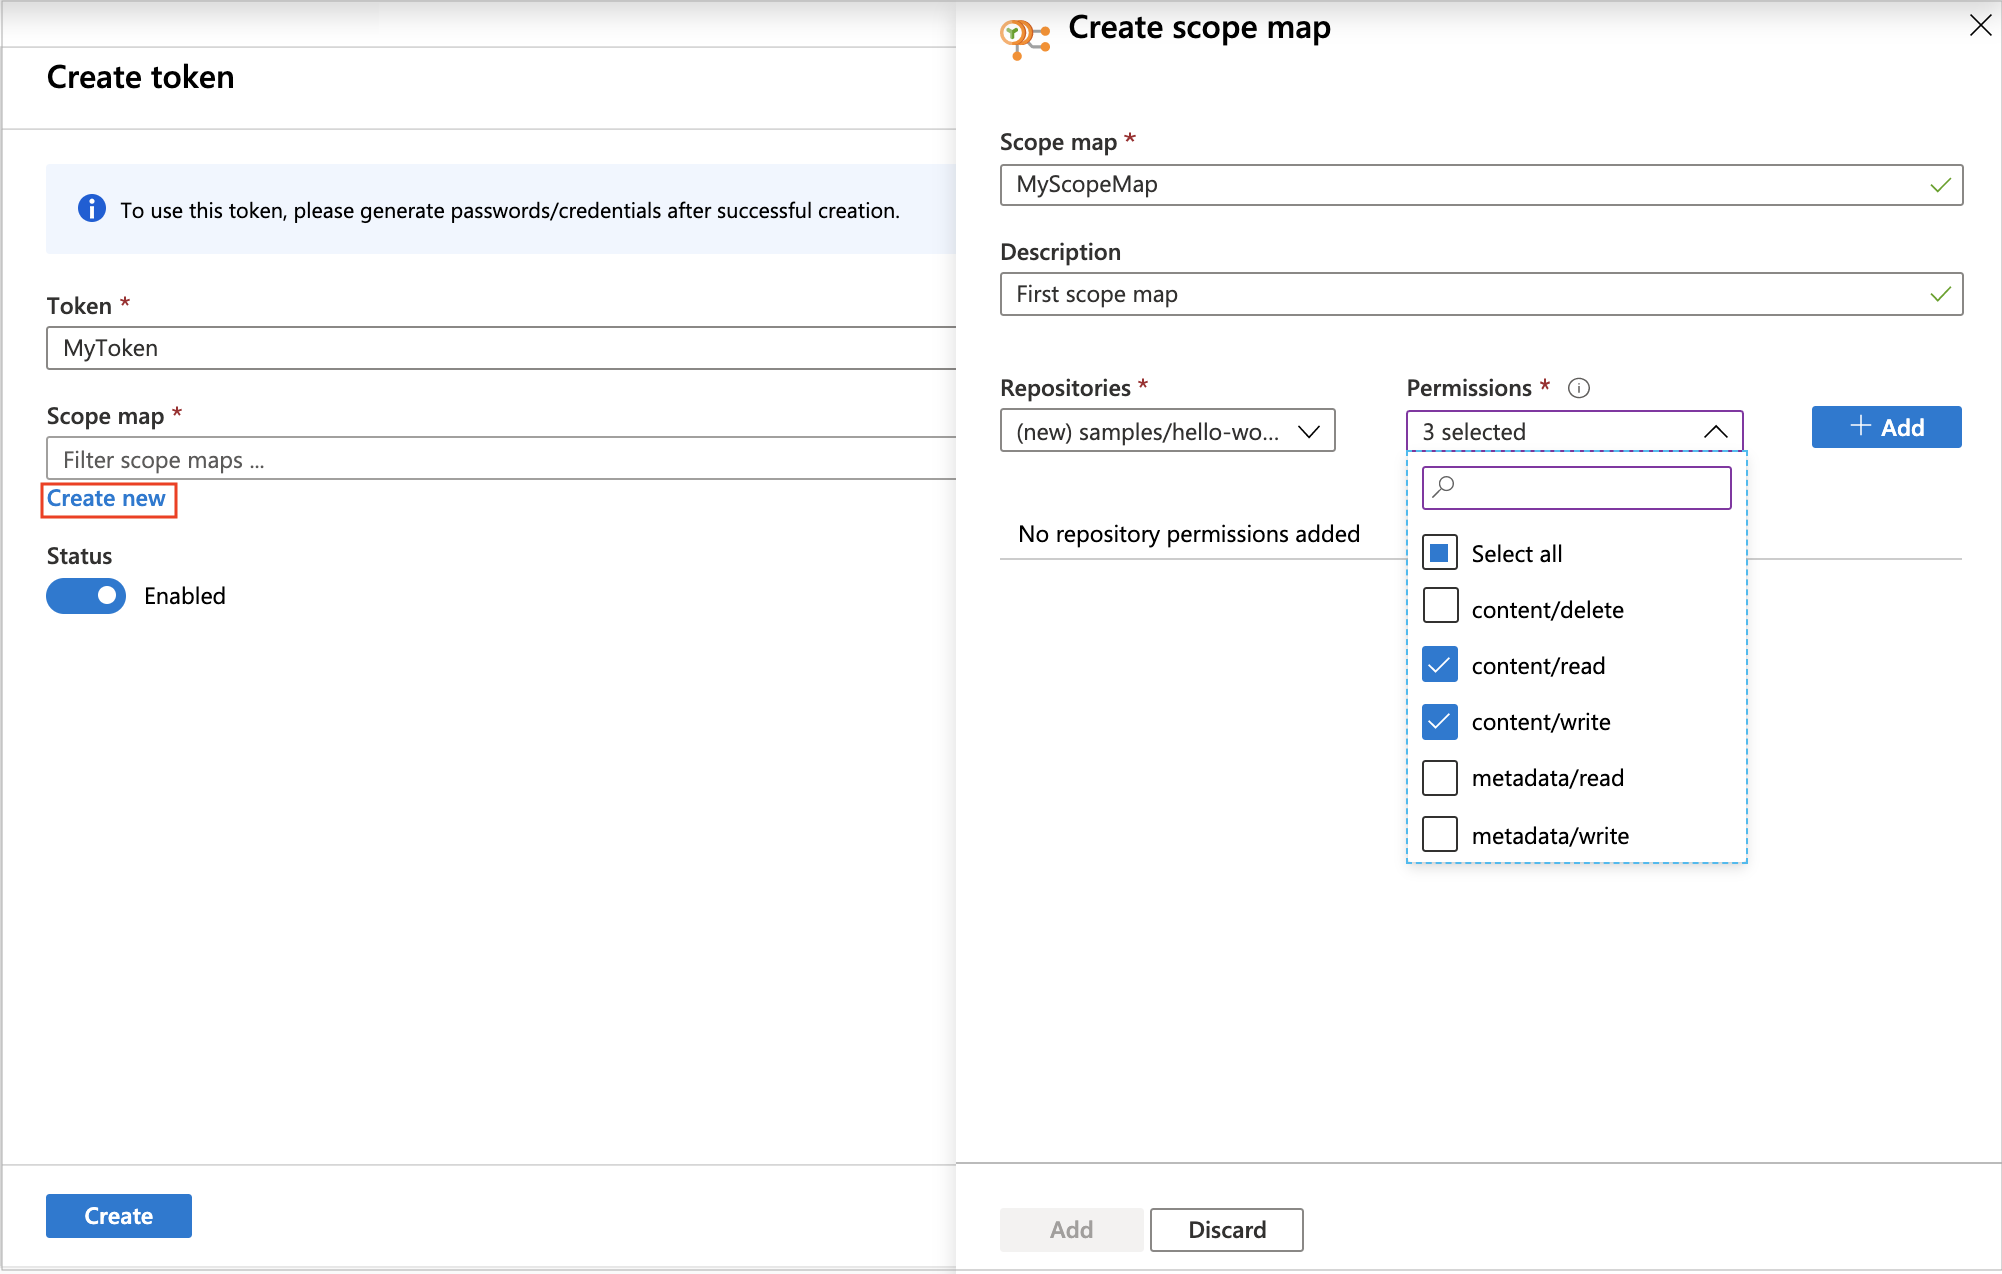 Create token
To use this token, please generate passwords/credentials after successful creation.
Token *
MyToken
Scope map *
Filter scope maps ...
Create new
Status
Enabled
Create
Create scope map
Scope map *
MyScopeMap
Description
First scope map
Repositories *
(new) samples/hello-wo...
Permissions *
3 selected
+ Add
No repository permissions added
Select all
content/delete
content/read
content/write
metadata/read
metadata/write
Add
Discard